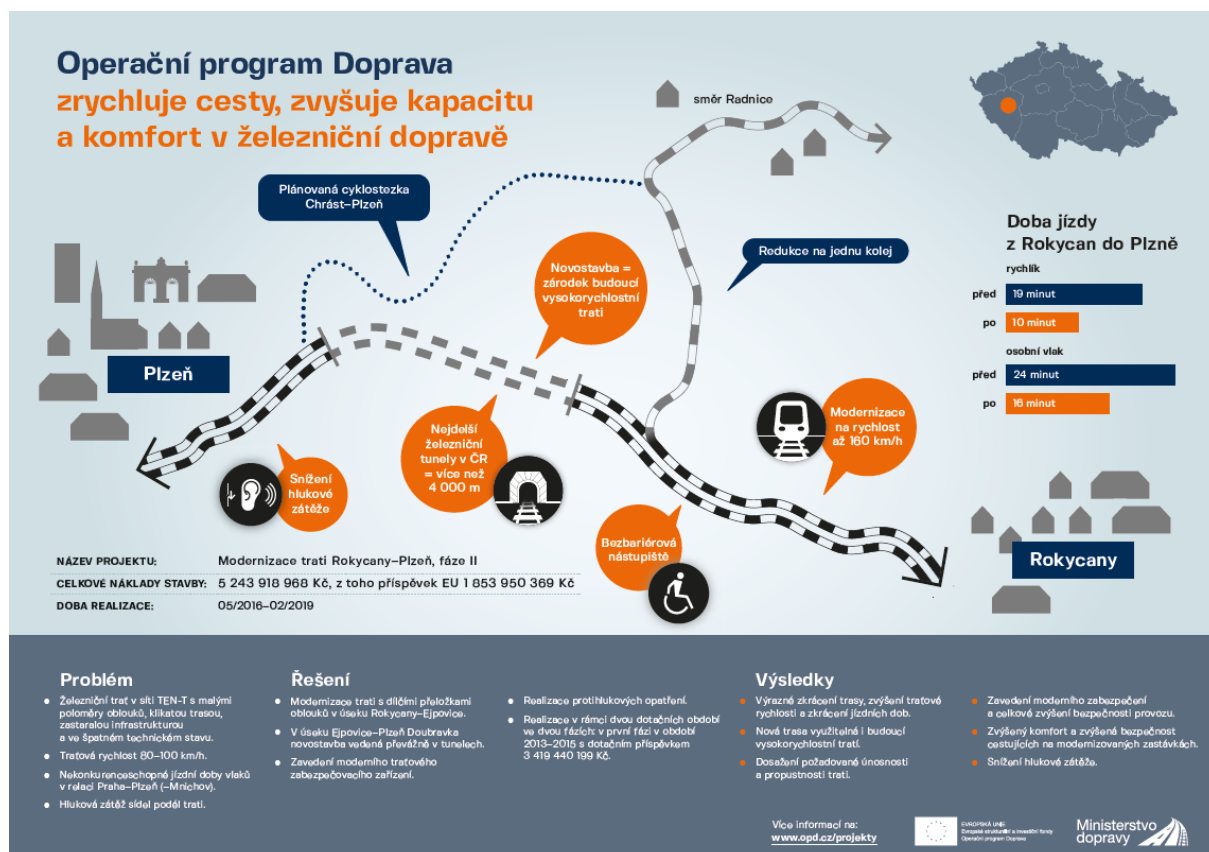 Operační program Doprava
zrychluje cesty, zvyšuje kapacitu
a komfort v železniční dopravě
směr Radnice
Plánovaná cyklostezka
Chrást–Plzeň
Redukce na jednu kolej
Novostavba =
zárodek budoucí
vysokorychlostní
trati
Doba jízdy
z Rokycan do Plzně
rychlík
před 19 minut
po 10 minut
osobní vlak
před 24 minut
po 16 minut
Plzeň
Nejdelší
železniční
tunely v ČR
= více než
4 000 m
Modernizace
na rychlost
až 160 km/h
Snížení
hlukové
zátěže
Bezbariérová
nástupiště
Rokycany
NÁZEV PROJEKTU: Modernizace trati Rokycany–Plzeň, fáze II
CELKOVÉ NÁKLADY STAVBY: 5 243 918 968 Kč, z toho příspěvek EU 1 853 950 369 Kč
DOBA REALIZACE: 05/2016–02/2019
Problém
Železniční trať v síti TEN-T s malými
poloměry oblouků, klikatou trasou,
zastaralou infrastrukturou
a ve špatném technickém stavu.
Traťová rychlost 80–100 km/h.
Nekonkurenceschopné jízdní doby vlaků
v relaci Praha–Plzeň (–Mnichov).
Hluková zátěž sídel podél trati.
Řešení
Modernizace trati s dílčími přeložkami
oblouků v úseku Rokycany–Ejpovice.
V úseku Ejpovice–Plzeň Doubravka
novostavba vedená převážně v tunelech.
Zavedení moderního traťového
zabezpečovacího zařízení.
Realizace protihlukových opatření.
Realizace v rámci dvou dotačních období
ve dvou fázích: v první fázi v období
2013–2015 s dotačním příspěvkem
3 419 440 199 Kč.
Výsledky
Výrazné zkrácení trasy, zvýšení traťové
rychlosti a zkrácení jízdních dob.
Nová trasa využitelná i budoucí
vysokorychlostní tratí.
Dosažení požadované únosnosti
a propustnosti trati.
Zavedení moderního zabezpečení
a celkové zvýšení bezpečnosti provozu.
Zvýšený komfort a zvýšená bezpečnost
cestujících na modernizovaných zastávkách.
Snížení hlukové zátěže.
Více informací na:
www.opd.cz/projekty
EVROPSKÁ UNIE
Evropské strukturální a investiční fondy
Operační program Doprava
Ministerstvo
dopravy